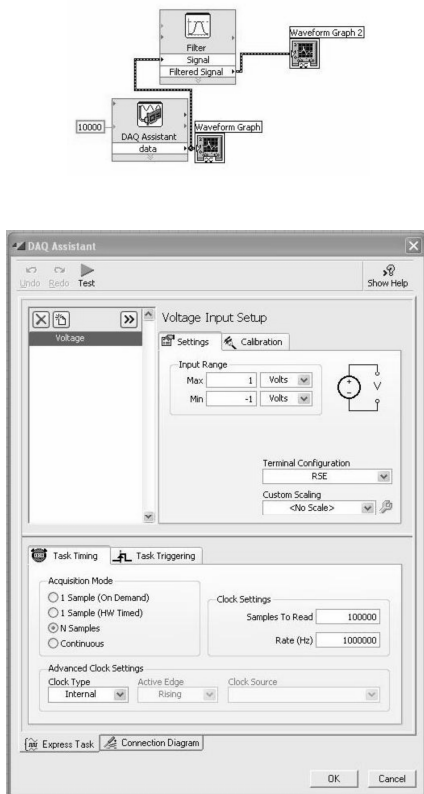 Waveform Graph 2
Filter
Signal
Filtered Signal
10000
DAQ Assistant
data
Waveform Graph
DAQ Assistant
Undo Redo Test
Show Help
Voltage
Voltage Input Setup
Settings Calibration
Input Range
Max 1 Volts
Min -1 Volts
V
Terminal Configuration
RSE
Custom Scaling
<No Scale>
Task Timing Task Triggering
Acquisition Mode
1 Sample (On Demand)
1 Sample (HW Timed)
N Samples
Continuous
Clock Settings
Samples To Read 100000
Rate (Hz) 1000000
Advanced Clock Settings
Clock Type Active Edge Clock Source
Internal Rising
Express Task Connection Diagram
OK Cancel